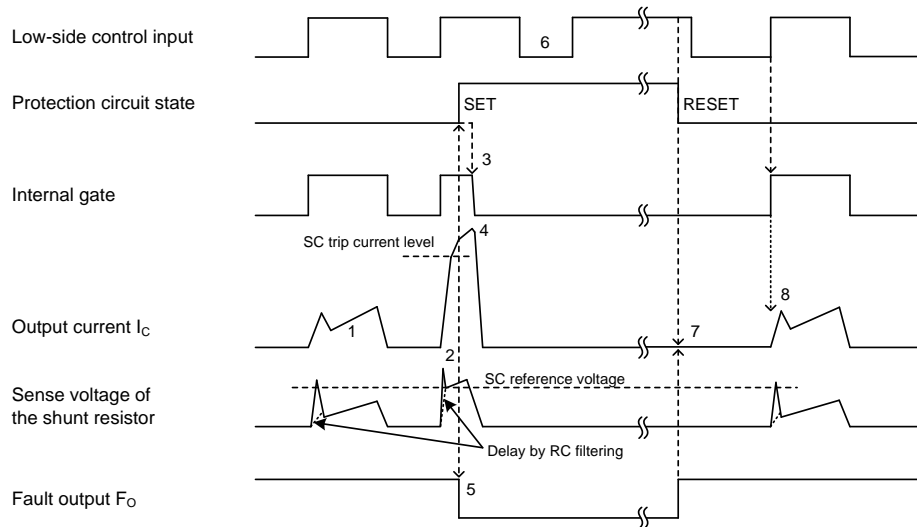 Low-side control input
6
Protection circuit state
SET
RESET
3
Internal gate
4
SC trip current level
Output current IC
1
7
8
2
SC reference voltage
Sense voltage of
the shunt resistor
Delay by RC filtering
5
Fault output FO